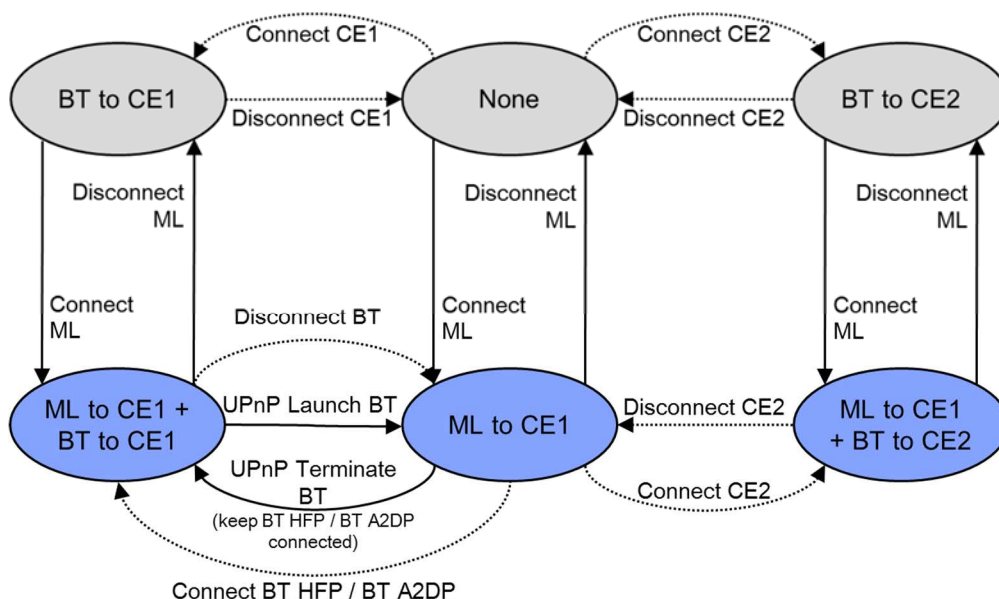 Connect CE1
Connect CE2
BT to CE1
None
BT to CE2
Disconnect CE1
Disconnect CE2
Disconnect
ML
Disconnect
ML
Disconnect
ML
Connect
ML
Connect
ML
Connect
ML
Disconnect BT
ML to CE1 +
BT to CE1
UPnP Launch BT
ML to CE1
Disconnect CE2
ML to CE1
+ BT to CE2
UPnP Terminate
BT
(keep BT HFP / BT A2DP
connected)
Connect CE2
Connect BT HFP / BT A2DP